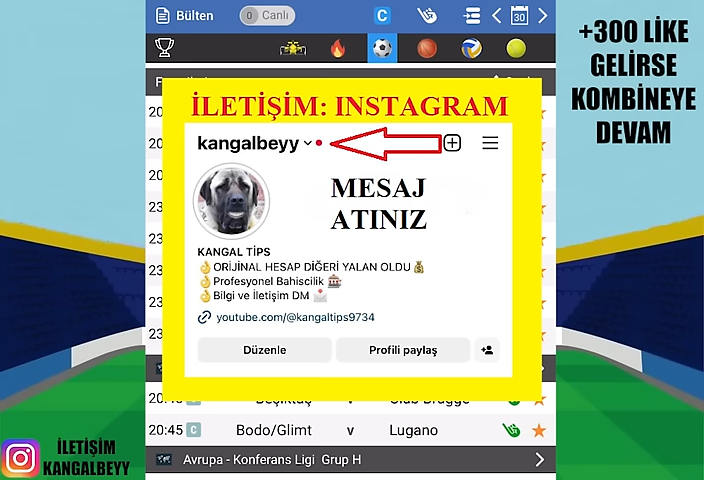 Bülten
0 Canlı
C
30
+300 LİKE
GELİRSE
KOMBİNEYE
DEVAM
İLETİŞİM: INSTAGRAM
kangalbeyy
MESAJ
ATINIZ
KANGAL TİPS
👌ORİJİNAL HESAP DİĞERİ YALAN OLDU💰
👌Profesyonel Bahiscilik 🎰
👌Bilgi ve İletişim DM 📩
youtube.com/@kangaltips9734
Düzenle
Profili paylaş
20:45 C Bodo/Glimt v Lugano
Avrupa - Konferans Ligi Grup H
İLETİŞİM
KANGALBEYY